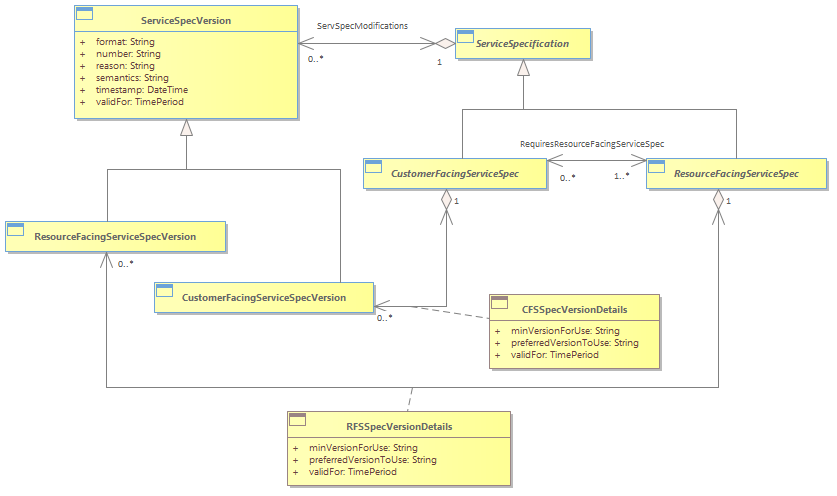 ServiceSpecVersion
+ format: String
+ number: String
+ reason: String
+ semantics: String
+ timestamp: DateTime
+ validFor: TimePeriod
ServSpecModifications
0..*
1
ServiceSpecification
RequiresResourceFacingServiceSpec
CustomerFacingServiceSpec
0..*
1..*
ResourceFacingServiceSpec
1
1
ResourceFacingServiceSpecVersion
0..*
CustomerFacingServiceSpecVersion
0..*
CFSSpecVersionDetails
+ minVersionForUse: String
+ preferredVersionToUse: String
+ validFor: TimePeriod
RFSSpecVersionDetails
+ minVersionForUse: String
+ preferredVersionToUse: String
+ validFor: TimePeriod